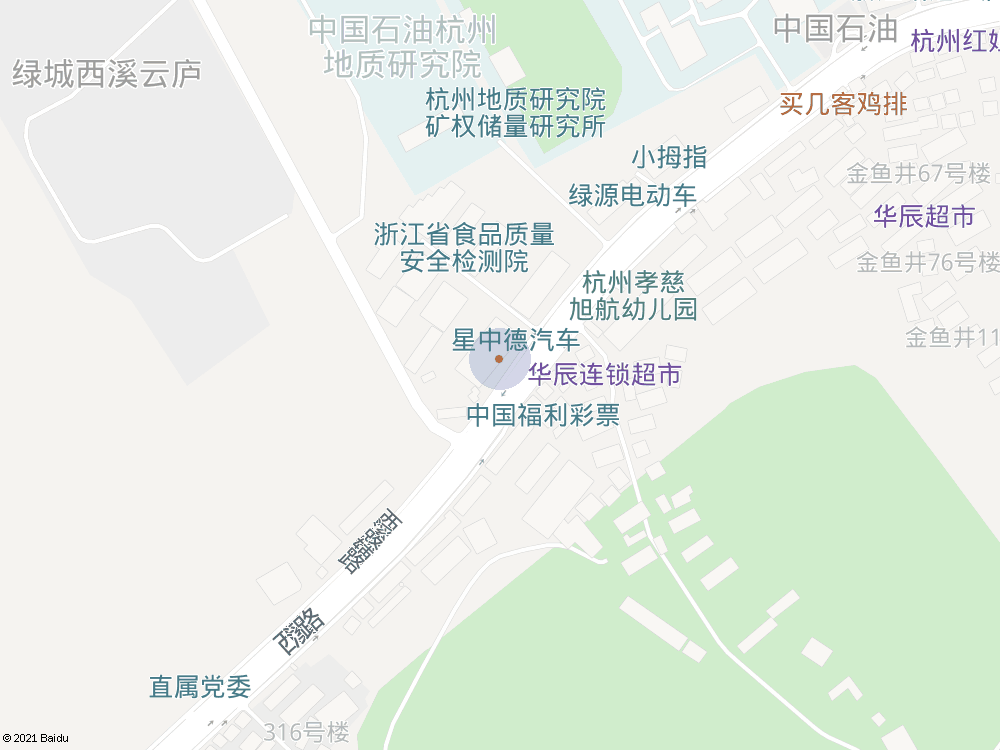 中国石油杭州
地质研究院
中国石油
杭州红妞
绿城西溪云庐
杭州地质研究院
矿权储量研究所
买几客鸡排
小拇指
金鱼井67号楼
绿源电动车
华辰超市
浙江省食品质量
安全检测院
金鱼井76号楼
杭州孝慈
旭航幼儿园
星中德汽车
金鱼井11
华辰连锁超市
中国福利彩票
西溪路
直属党委
316号楼
© 2021 Baidu